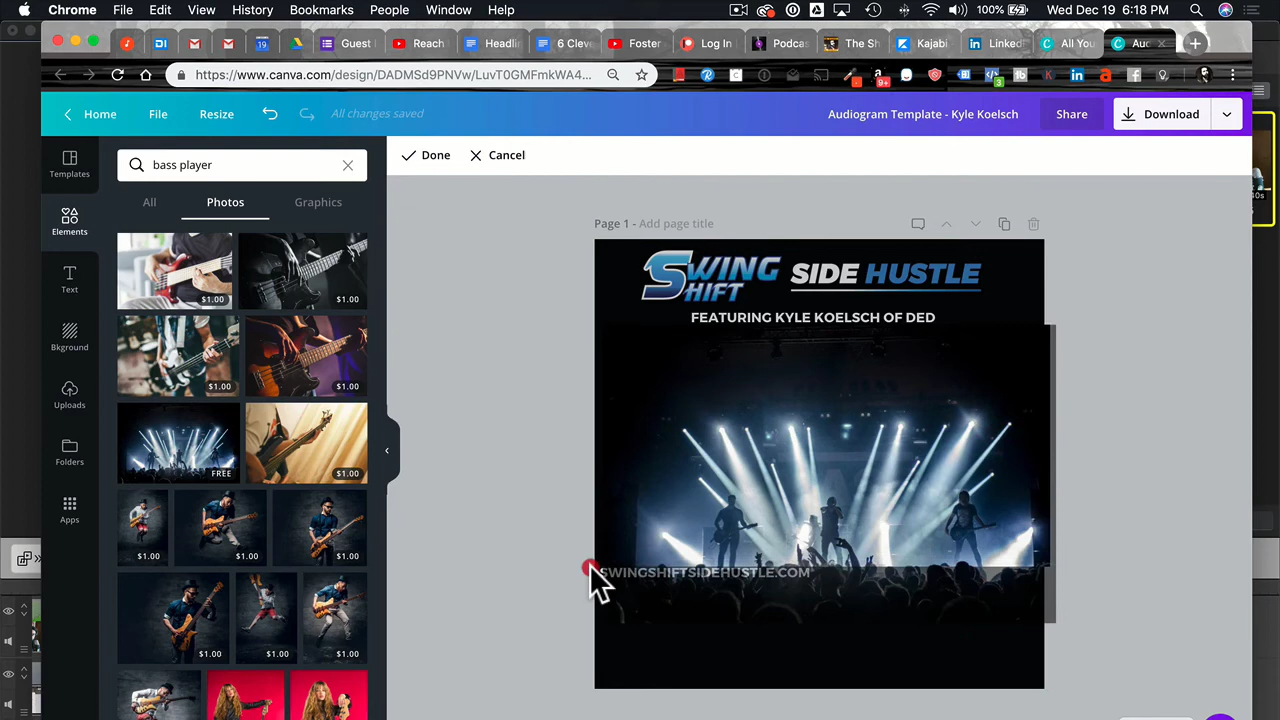 Chrome File Edit View History Bookmarks People Window Help 100% Wed Dec 19 6:18 PM
Guest Reach Headli 6 Cleve Foster Log In Podca The S Kajabi Linked All You Au
https://www.canva.com/design/DADMSd9PNVw/LuvT0GMFmkWA4...
9+
3
Home File Resize All changes saved Audiogram Template - Kyle Koelsch Share Download
Templates
Elements
Text
Bkground
Uploads
Folders
Apps
bass player
All Photos Graphics
$1.00 $1.00
$1.00 $1.00
FREE $1.00
$1.00 $1.00 $1.00
$1.00 $1.00 $1.00
Done Cancel
Page 1 - Add page title
SWING SHIFT
SIDE HUSTLE
FEATURING KYLE KOELSCH OF DED
SWINGSHIFTSIDEHUSTLE.COM